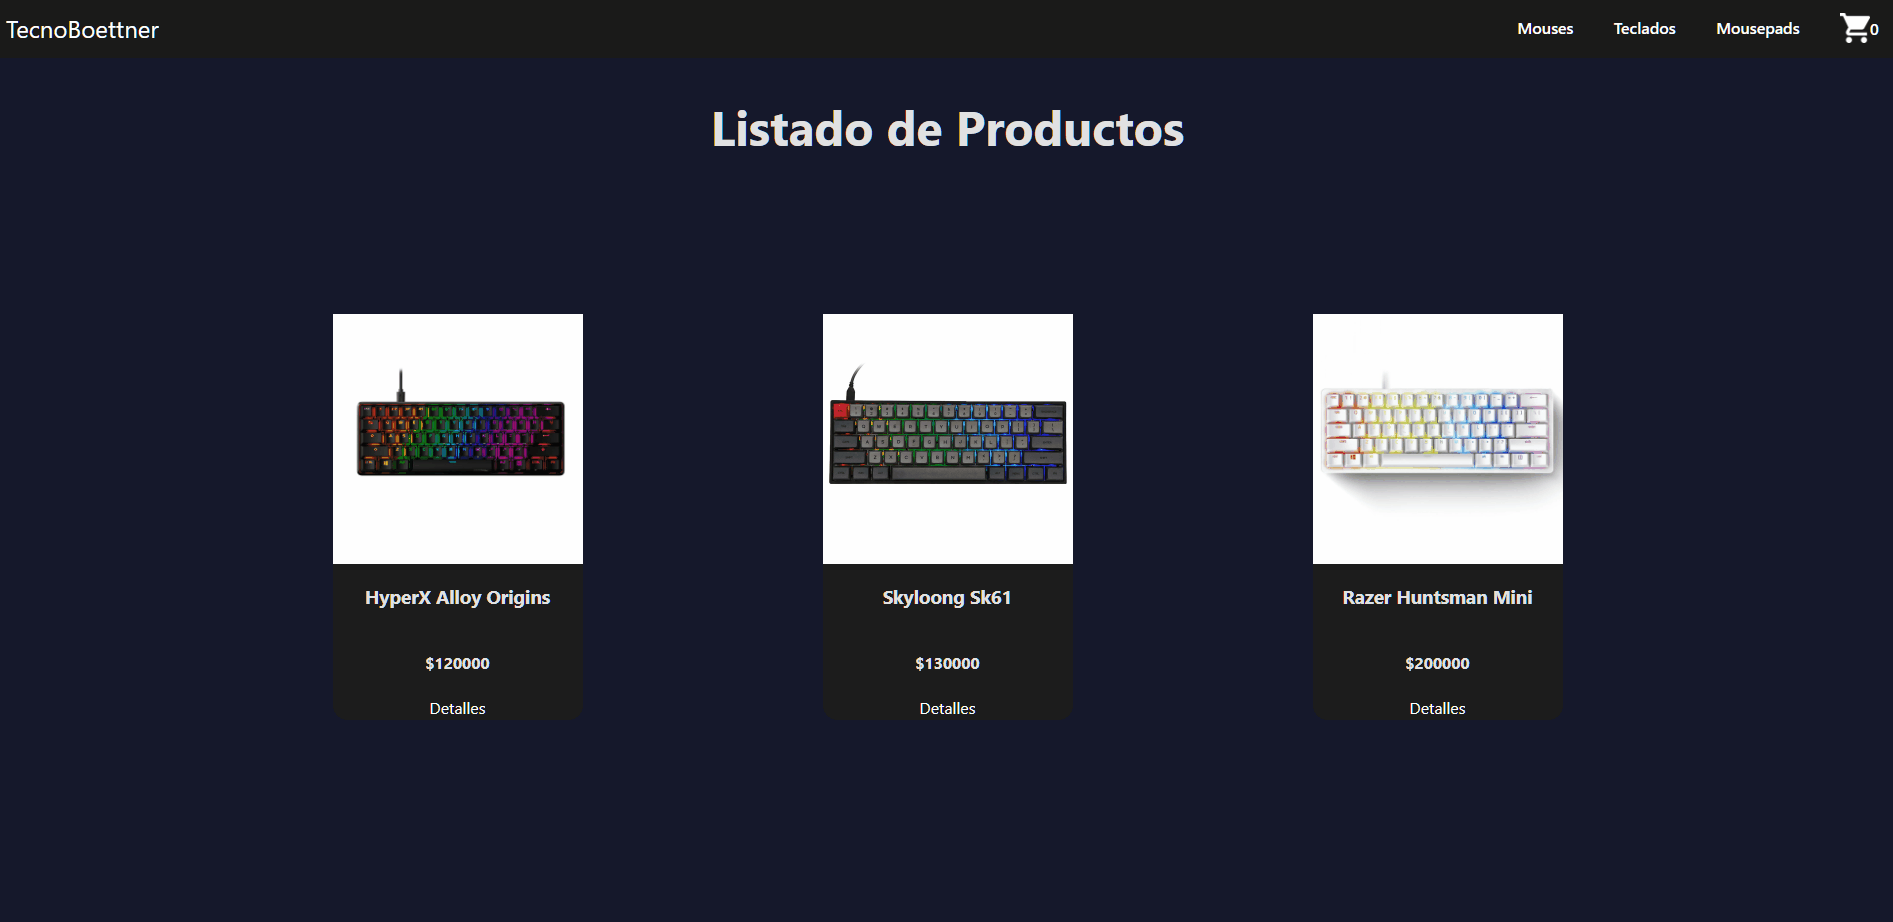 TecnoBoettner
Mouses Teclados Mousepads 0
Listado de Productos
HyperX Alloy Origins
$120000
Detalles
Skyloong Sk61
$130000
Detalles
Razer Huntsman Mini
$200000
Detalles